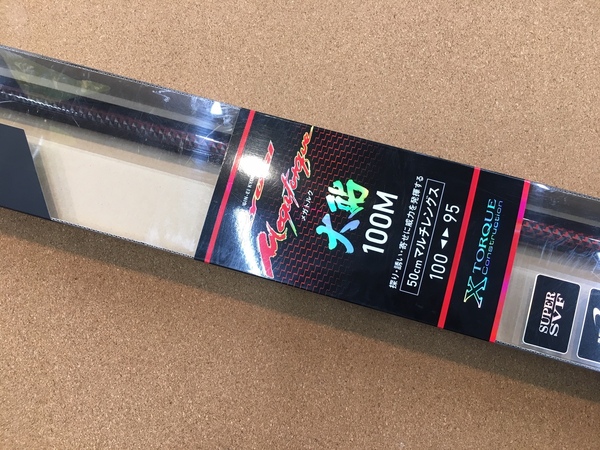 Megatorque
メガトルク
大鮎
100M
探り・誘い・寄せに威力を発揮する
50cmマルチレングス
100 ◀▶ 95
X TORQUE
Construction
SUPER
SVF